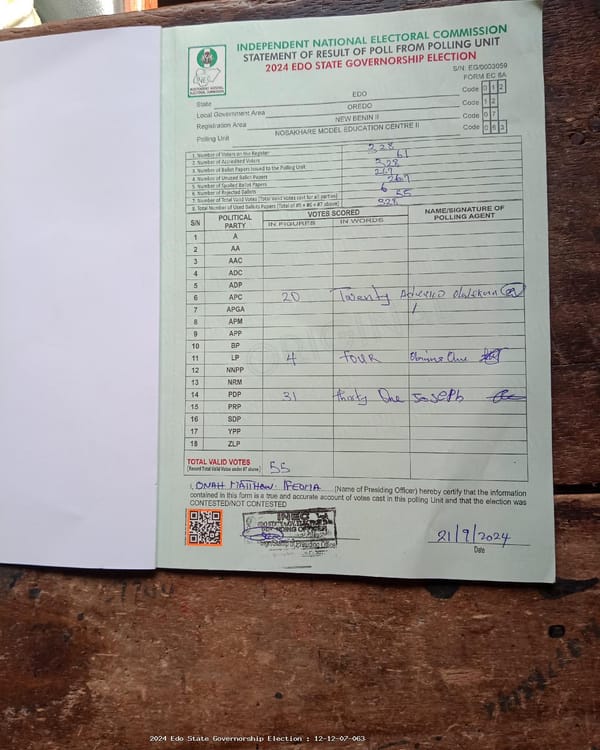 INDEPENDENT NATIONAL ELECTORAL COMMISSION
STATEMENT OF RESULT OF POLL FROM POLLING UNIT
2024 EDO STATE GOVERNORSHIP ELECTION
S/N: EG/0003059
FORM EC 8A
INEC
INDEPENDENT NATIONAL ELECTORAL COMMISSION
State EDO Code 0 1 2
Local Government Area OREDO Code 1 2
Registration Area NEW BENIN II Code 0 7
Polling Unit NOSAKHARE MODEL EDUCATION CENTRE II Code 0 6 3
1. Number of Voters on the Register 328
2. Number of Accredited Voters 61
3. Number of Ballot Papers Issued to the Polling Unit 328
4. Number of Unused Ballot Papers 267
5. Number of Spoiled Ballot Papers
6. Number of Rejected Ballots 6
7. Number of Total Valid Votes (Total Valid Votes cast for all parties) 55
8. Total Number of Used Ballots Papers (Total of #5 + #6 + #7 above)
S/N POLITICAL PARTY VOTES SCORED NAME/SIGNATURE OF POLLING AGENT
IN FIGURES IN WORDS
1 A
2 AA
3 AAC
4 ADC
5 ADP
6 APC 20 Twenty
7 APGA
8 APM
9 APP
10 BP
11 LP 4 four
12 NNPP
13 NRM
14 PDP 31 thirty One Joseph
15 PRP
16 SDP
17 YPP
18 ZLP
TOTAL VALID VOTES 55
(Record Total Valid Votes under #7 above)
I, ONAH MATTHEW IFEOMA (Name of Presiding Officer) hereby certify that the information
contained in this form is a true and accurate account of votes cast in this polling Unit and that the election was
CONTESTED/NOT CONTESTED
INEC
PRESIDING OFFICER
Signature of Presiding Officer
21/9/2024
Date
2024 Edo State Governorship Election : 12-12-07-063